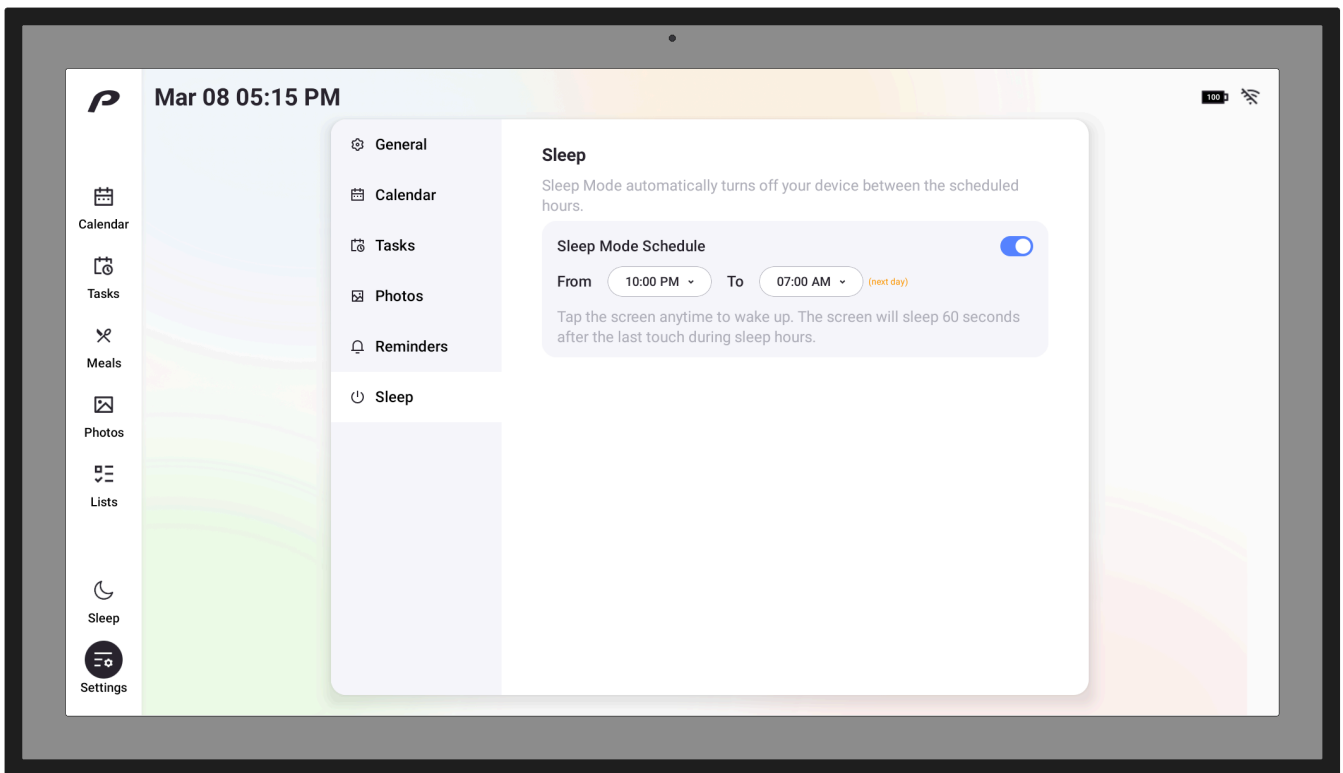 Mar 08 05:15 PM
100
Calendar
Tasks
Meals
Photos
Lists
Sleep
Settings
General
Calendar
Tasks
Photos
Reminders
Sleep
Sleep
Sleep Mode automatically turns off your device between the scheduled
hours.
Sleep Mode Schedule
From 10:00 PM To 07:00 AM (next day)
Tap the screen anytime to wake up. The screen will sleep 60 seconds
after the last touch during sleep hours.